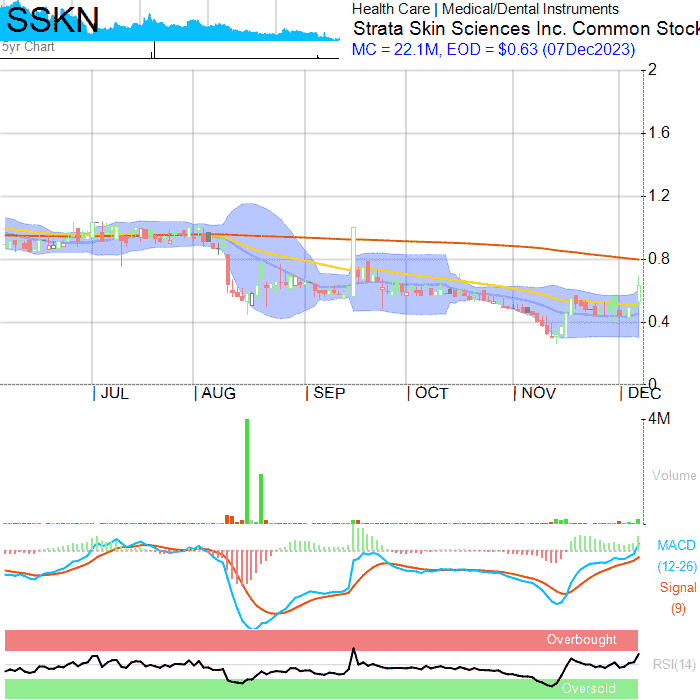 SSKN
5yr Chart
Health Care | Medical/Dental Instruments
Strata Skin Sciences Inc. Common Stock
MC = 22.1M, EOD = $0.63 (07Dec2023)
2
1.6
1.2
0.8
0.4
0
JUL AUG SEP OCT NOV DEC
4M
Volume
MACD
(12-26)
Signal
(9)
Overbought
RSI(14)
Oversold